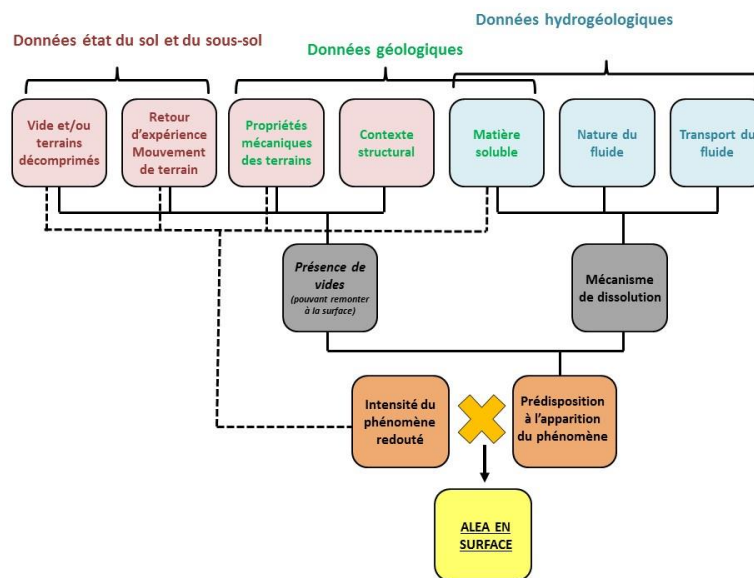 Données hydrogéologiques
Données état du sol et du sous-sol
Données géologiques
Vide et/ou
terrains
décomprimés
Retour
d'expérience
Mouvement
de terrain
Propriétés
mécaniques
des terrains
Contexte
structural
Matière
soluble
Nature du
fluide
Transport du
fluide
Présence de
vides
(pouvant remonter
à la surface)
Mécanisme
de dissolution
Intensité du
phénomène
redouté
Prédisposition
à l'apparition
du phénomène
ALEA EN
SURFACE